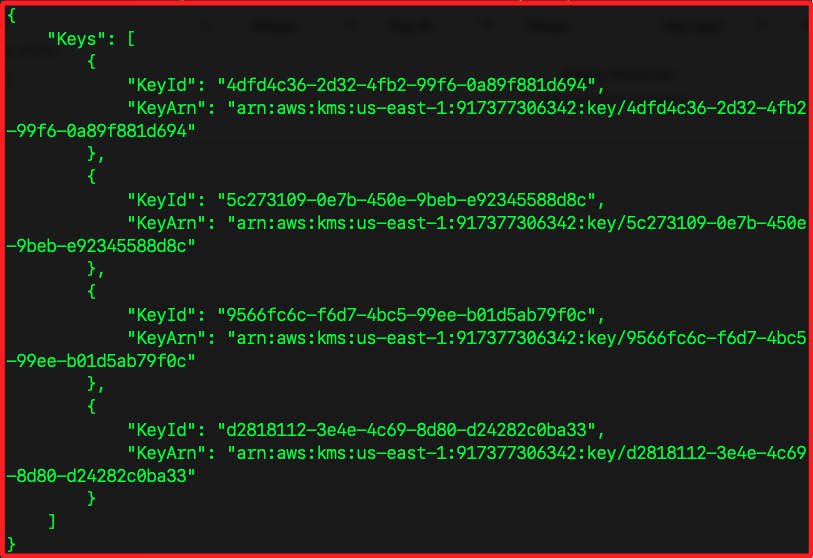 {
    "Keys": [
        {
            "KeyId": "4dfd4c36-2d32-4fb2-99f6-0a89f881d694",
            "KeyArn": "arn:aws:kms:us-east-1:917377306342:key/4dfd4c36-2d32-4fb2
-99f6-0a89f881d694"
        },
        {
            "KeyId": "5c273109-0e7b-450e-9beb-e92345588d8c",
            "KeyArn": "arn:aws:kms:us-east-1:917377306342:key/5c273109-0e7b-450e
-9beb-e92345588d8c"
        },
        {
            "KeyId": "9566fc6c-f6d7-4bc5-99ee-b01d5ab79f0c",
            "KeyArn": "arn:aws:kms:us-east-1:917377306342:key/9566fc6c-f6d7-4bc5
-99ee-b01d5ab79f0c"
        },
        {
            "KeyId": "d2818112-3e4e-4c69-8d80-d24282c0ba33",
            "KeyArn": "arn:aws:kms:us-east-1:917377306342:key/d2818112-3e4e-4c69
-8d80-d24282c0ba33"
        }
    ]
}